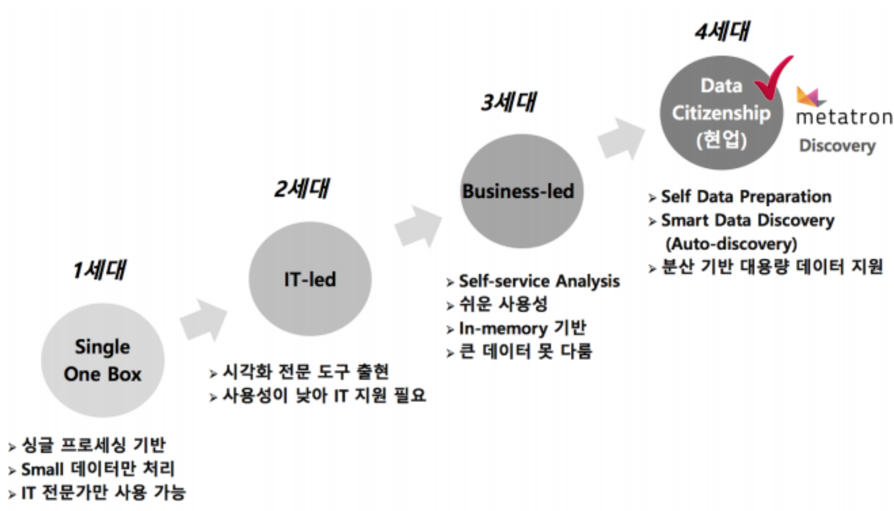 1세대
Single
One Box
➢ 싱글 프로세싱 기반
➢ Small 데이터만 처리
➢ IT 전문가만 사용 가능
2세대
IT-led
➢ 시각화 전문 도구 출현
➢ 사용성이 낮아 IT 지원 필요
3세대
Business-led
➢ Self-service Analysis
➢ 쉬운 사용성
➢ In-memory 기반
➢ 큰 데이터 못 다룸
4세대
Data
Citizenship
(현업)
metatron
Discovery
➢ Self Data Preparation
➢ Smart Data Discovery
(Auto-discovery)
➢ 분산 기반 대용량 데이터 지원